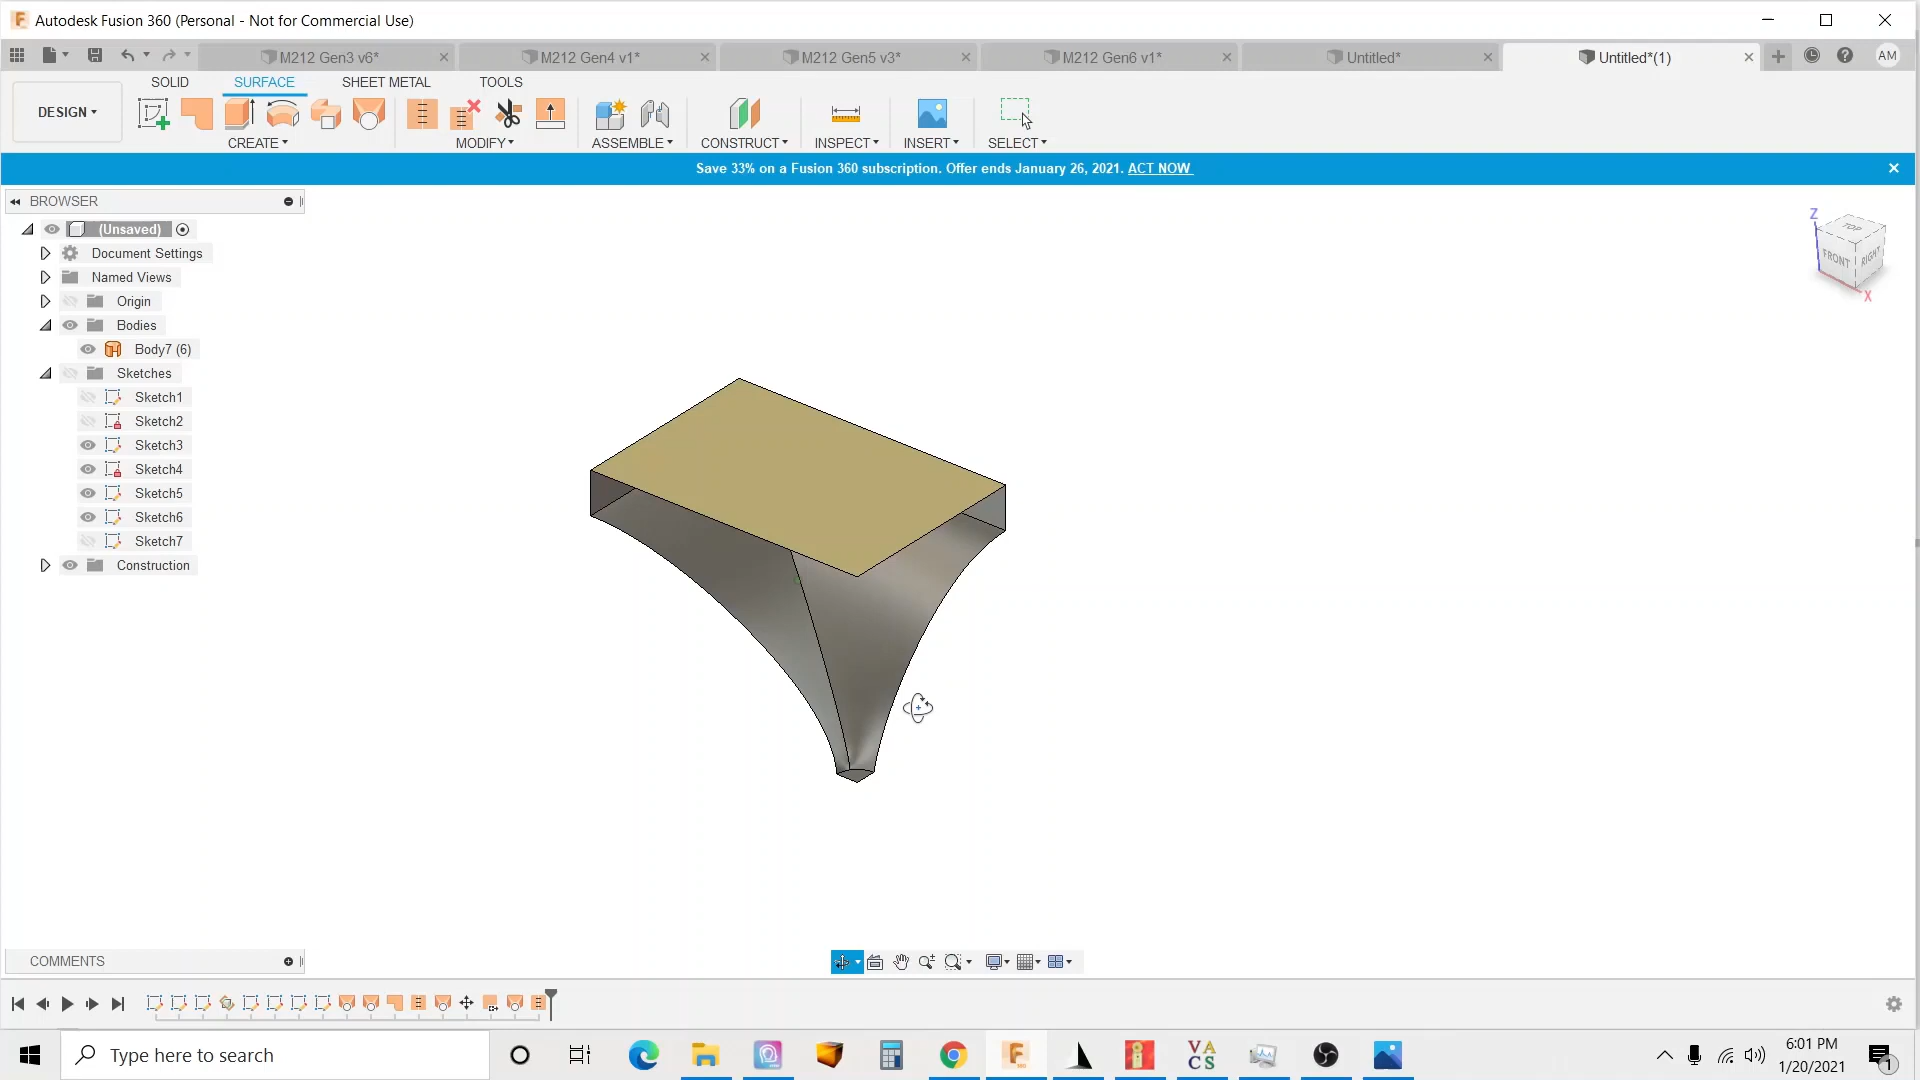 Autodesk Fusion 360 (Personal - Not for Commercial Use)
M212 Gen3 v6*
M212 Gen4 v1*
M212 Gen5 v3*
M212 Gen6 v1*
Untitled*
Untitled*(1)
AM
SOLID
SURFACE
SHEET METAL
TOOLS
DESIGN
CREATE
MODIFY
ASSEMBLE
CONSTRUCT
INSPECT
INSERT
SELECT
Save 33% on a Fusion 360 subscription. Offer ends January 26, 2021. ACT NOW
BROWSER
(Unsaved)
Document Settings
Named Views
Origin
Bodies
Body7 (6)
Sketches
Sketch1
Sketch2
Sketch3
Sketch4
Sketch5
Sketch6
Sketch7
Construction
Z
TOP
FRONT
RIGHT
X
COMMENTS
Type here to search
VA
CS
6:01 PM
1/20/2021
1